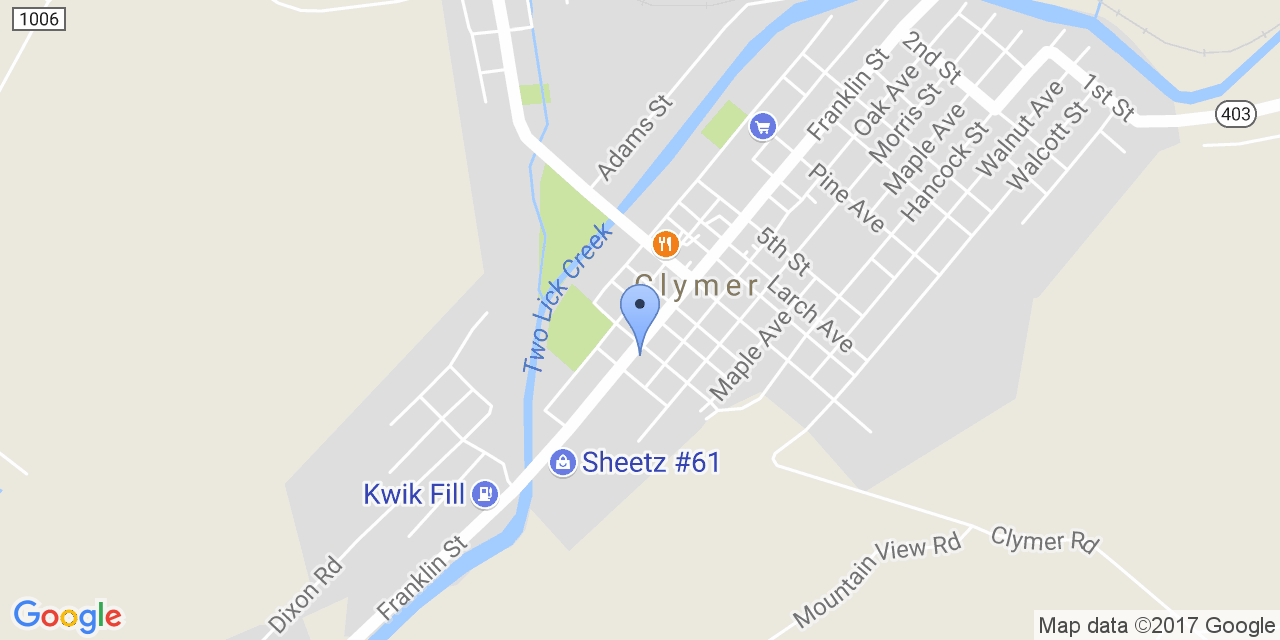 1006
2nd St
Franklin St
Oak Ave
Morris St
Maple Ave
Hancock St
Walnut Ave
1st St
Walcott St
403
Adams St
Pine Ave
5th St
Two Lick Creek
Clymer
Larch Ave
Maple Ave
Sheetz #61
Kwik Fill
Franklin St
Dixon Rd
Mountain View Rd
Clymer Rd
Google
Map data ©2017 Google